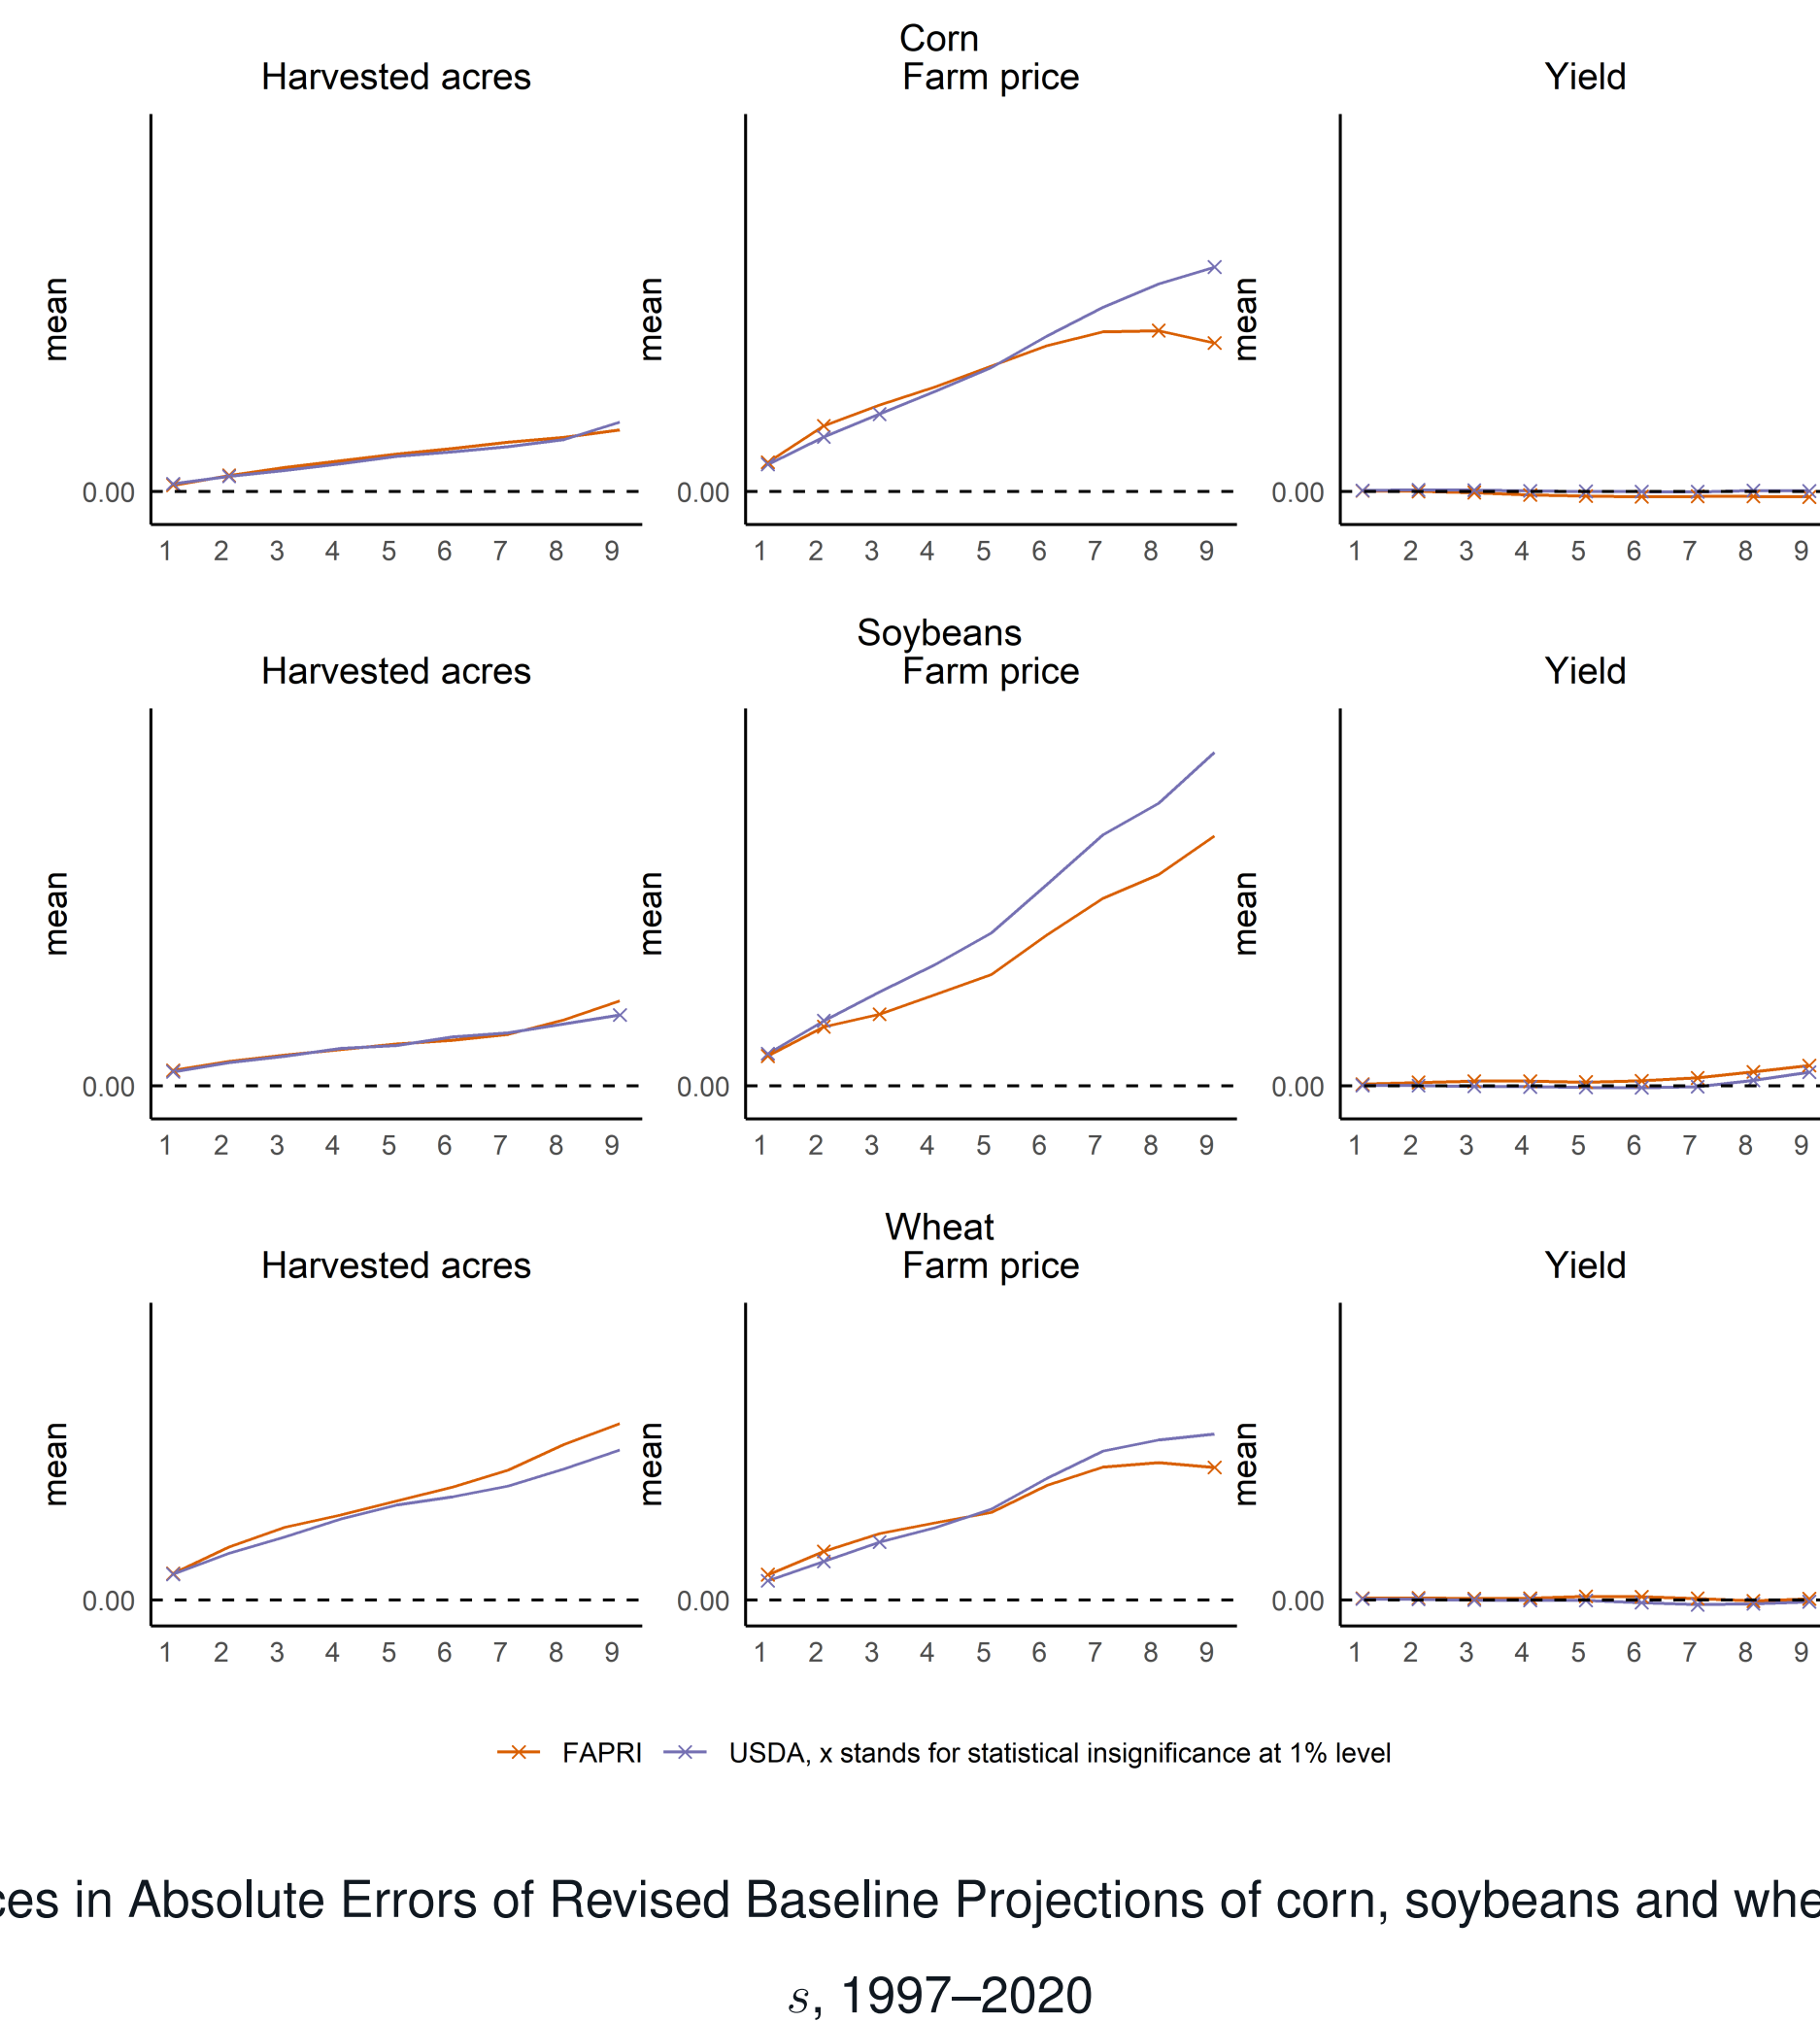 Corn
Harvested acres Farm price Yield
mean mean mean
0.00 0.00 0.00
1 2 3 4 5 6 7 8 9 1 2 3 4 5 6 7 8 9 1 2 3 4 5 6 7 8 9
Soybeans
Harvested acres Farm price Yield
mean mean mean
0.00 0.00 0.00
1 2 3 4 5 6 7 8 9 1 2 3 4 5 6 7 8 9 1 2 3 4 5 6 7 8 9
Wheat
Harvested acres Farm price Yield
mean mean mean
0.00 0.00 0.00
1 2 3 4 5 6 7 8 9 1 2 3 4 5 6 7 8 9 1 2 3 4 5 6 7 8 9
FAPRI USDA, x stands for statistical insignificance at 1% level
ces in Absolute Errors of Revised Baseline Projections of corn, soybeans and whe
s, 1997–2020